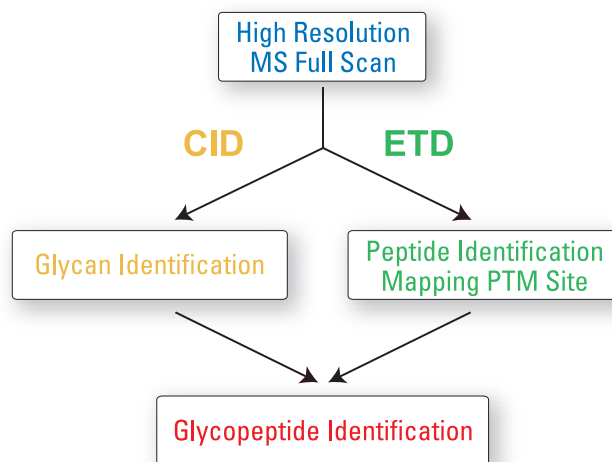 High Resolution
MS Full Scan
CID
ETD
Glycan Identification
Peptide Identification
Mapping PTM Site
Glycopeptide Identification